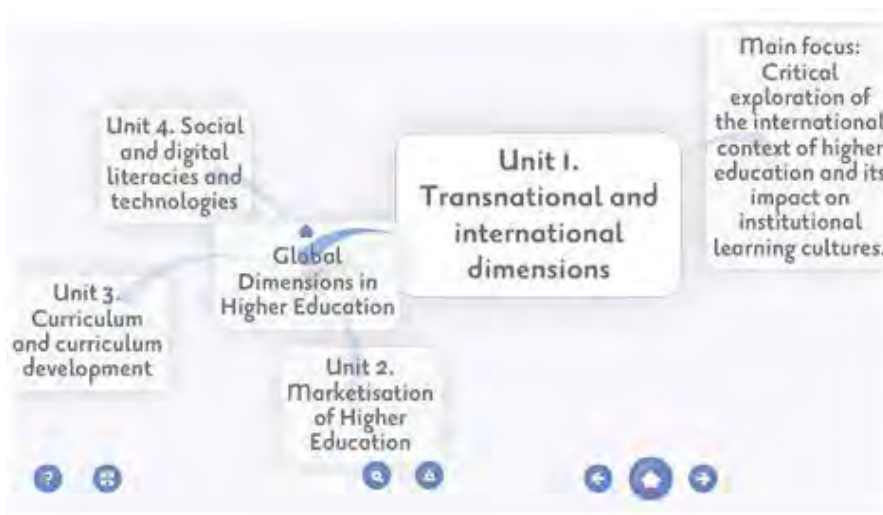 Main focus:
Critical
exploration of
the international
context of higher
education and its
impact on
institutional
learning cultures.
Unit 4. Social
and digital
literacies and
technologies
Unit 1.
Transnational and
international
dimensions
Global
Dimensions in
Higher Education
Unit 3.
Curriculum
and curriculum
development
Unit 2.
Marketisation
of Higher
Education
?